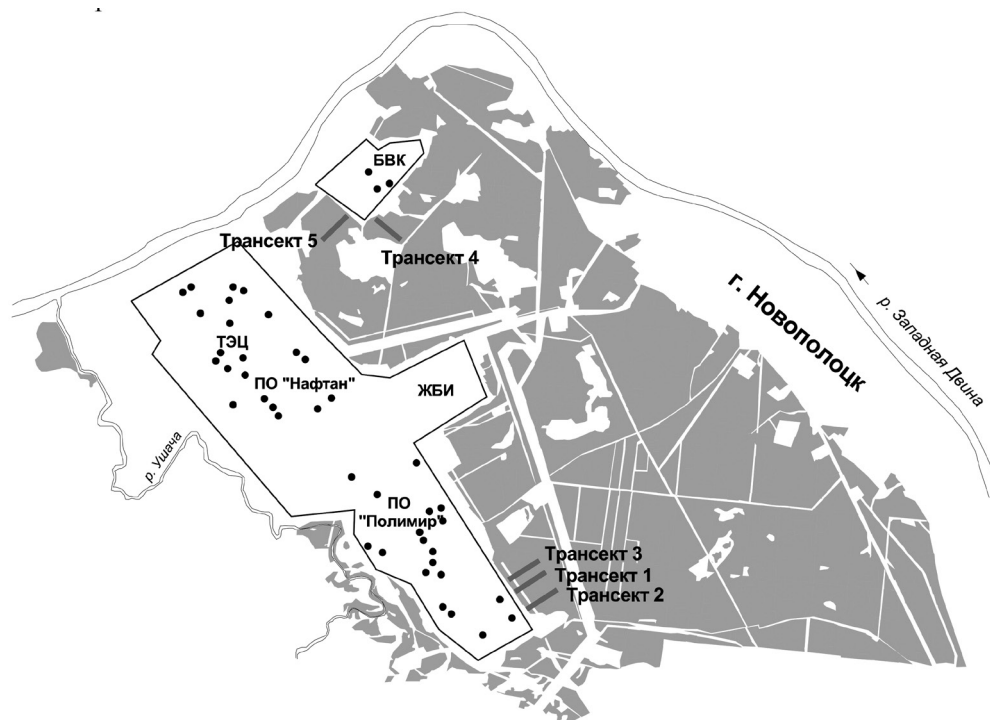 БВК
Трансект 5
Трансект 4
г. Новополоцк
р. Западная Двина
ТЭЦ
ПО "Нафтан"
ЖБИ
р. Ушача
ПО
"Полимир"
Трансект 3
Трансект 1
Трансект 2